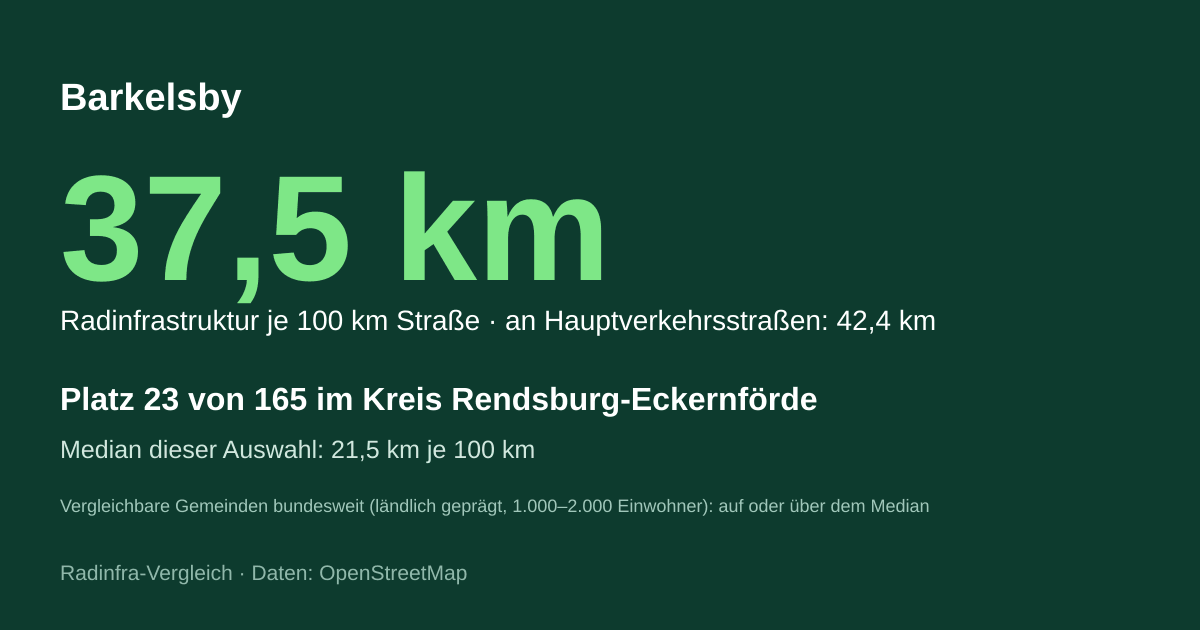 Barkelsby
37,5 km
Radinfrastruktur je 100 km Straße · an Hauptverkehrsstraßen: 42,4 km
Platz 23 von 165 im Kreis Rendsburg-Eckernförde
Median dieser Auswahl: 21,5 km je 100 km
Vergleichbare Gemeinden bundesweit (ländlich geprägt, 1.000–2.000 Einwohner): auf oder über dem Median
Radinfra-Vergleich · Daten: OpenStreetMap